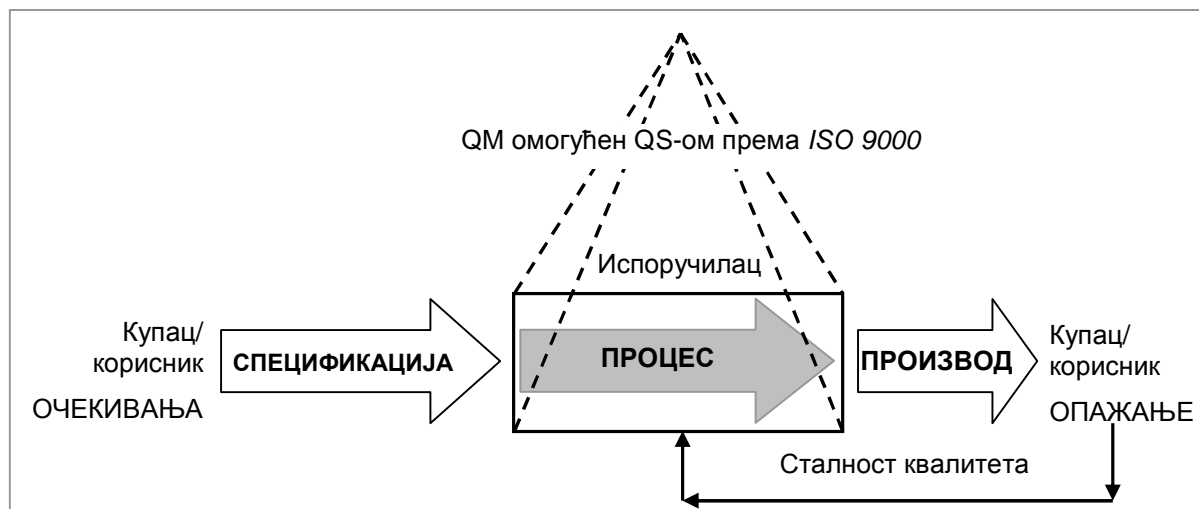 QM омогућен QS-ом према ISO 9000
Испоручилац
Купац/
корисник
ОЧЕКИВАЊА
СПЕЦИФИКАЦИЈА
ПРОЦЕС
ПРОИЗВОД
Купац/
корисник
ОПАЖАЊЕ
Сталност квалитета